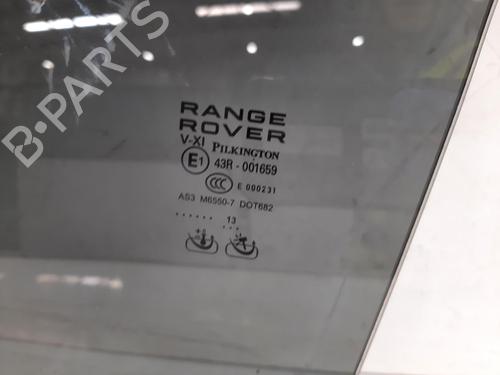 B-PARTS
RANGE
ROVER
V-XI PILKINGTON
E1 43R - 001659
CCC E 000231
AS3 M6550-7 DOT682
...... 13
...